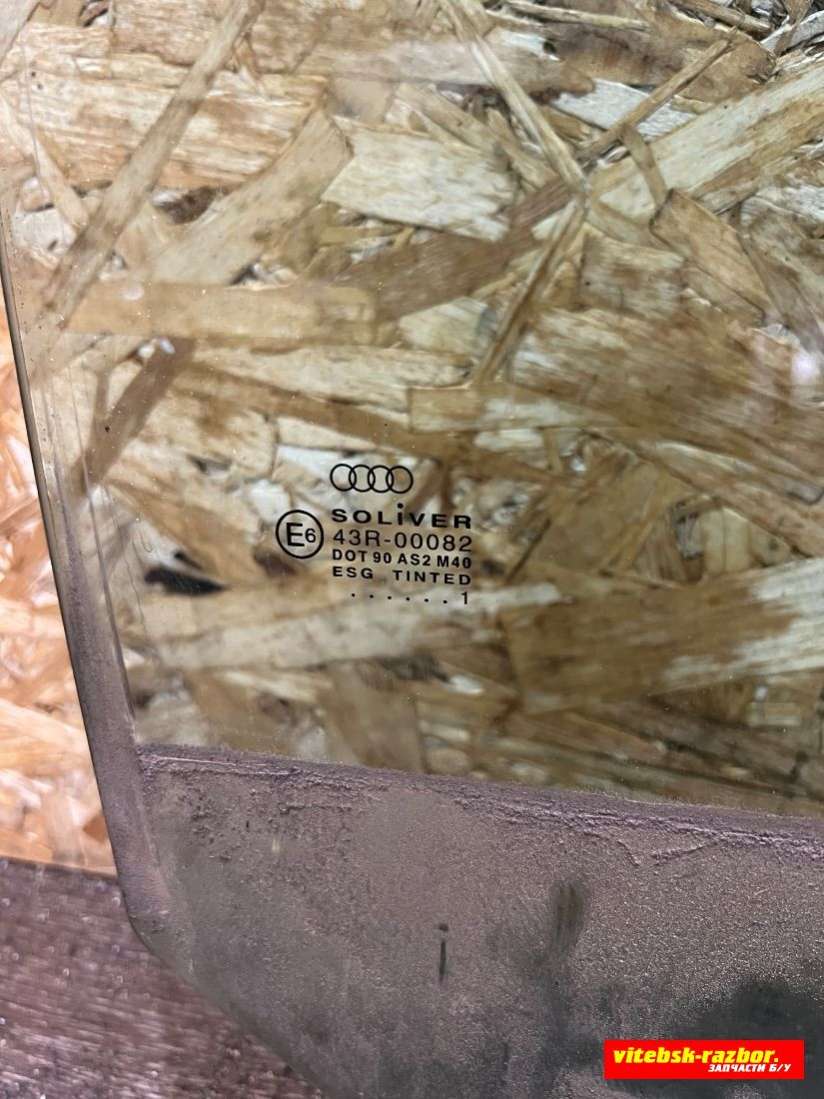 SOLiVER
E6 43R-00082
DOT 90 AS2 M40
ESG TINTED
. . . . . . 1
vitebsk-razbor.
ЗАПЧАСТИ Б/У